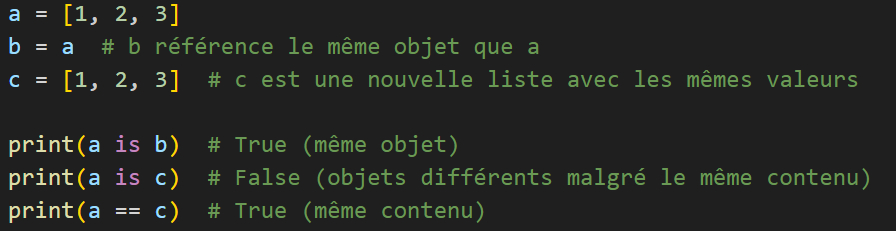 a = [1, 2, 3]
b = a  # b référence le même objet que a
c = [1, 2, 3]  # c est une nouvelle liste avec les mêmes valeurs
print(a is b)  # True (même objet)
print(a is c)  # False (objets différents malgré le même contenu)
print(a == c)  # True (même contenu)